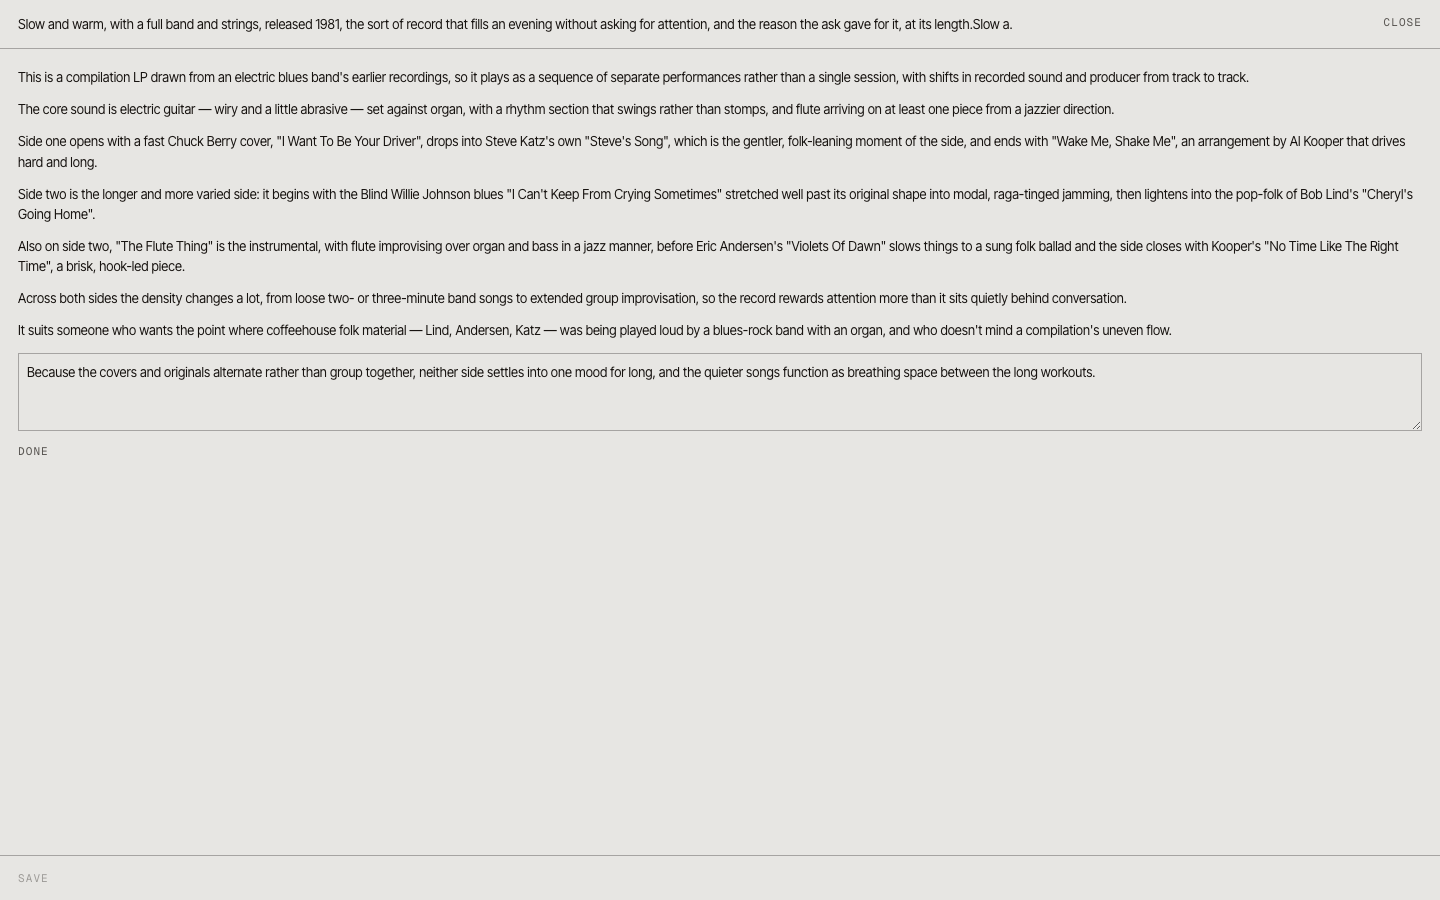 Slow and warm, with a full band and strings, released 1981, the sort of record that fills an evening without asking for attention, and the reason the ask gave for it, at its length.Slow a.
CLOSE
This is a compilation LP drawn from an electric blues band's earlier recordings, so it plays as a sequence of separate performances rather than a single session, with shifts in recorded sound and producer from track to track.
The core sound is electric guitar — wiry and a little abrasive — set against organ, with a rhythm section that swings rather than stomps, and flute arriving on at least one piece from a jazzier direction.
Side one opens with a fast Chuck Berry cover, "I Want To Be Your Driver", drops into Steve Katz's own "Steve's Song", which is the gentler, folk-leaning moment of the side, and ends with "Wake Me, Shake Me", an arrangement by Al Kooper that drives
hard and long.
Side two is the longer and more varied side: it begins with the Blind Willie Johnson blues "I Can't Keep From Crying Sometimes" stretched well past its original shape into modal, raga-tinged jamming, then lightens into the pop-folk of Bob Lind's "Cheryl's
Going Home".
Also on side two, "The Flute Thing" is the instrumental, with flute improvising over organ and bass in a jazz manner, before Eric Andersen's "Violets Of Dawn" slows things to a sung folk ballad and the side closes with Kooper's "No Time Like The Right
Time", a brisk, hook-led piece.
Across both sides the density changes a lot, from loose two- or three-minute band songs to extended group improvisation, so the record rewards attention more than it sits quietly behind conversation.
It suits someone who wants the point where coffeehouse folk material — Lind, Andersen, Katz — was being played loud by a blues-rock band with an organ, and who doesn't mind a compilation's uneven flow.
Because the covers and originals alternate rather than group together, neither side settles into one mood for long, and the quieter songs function as breathing space between the long workouts.
DONE
SAVE